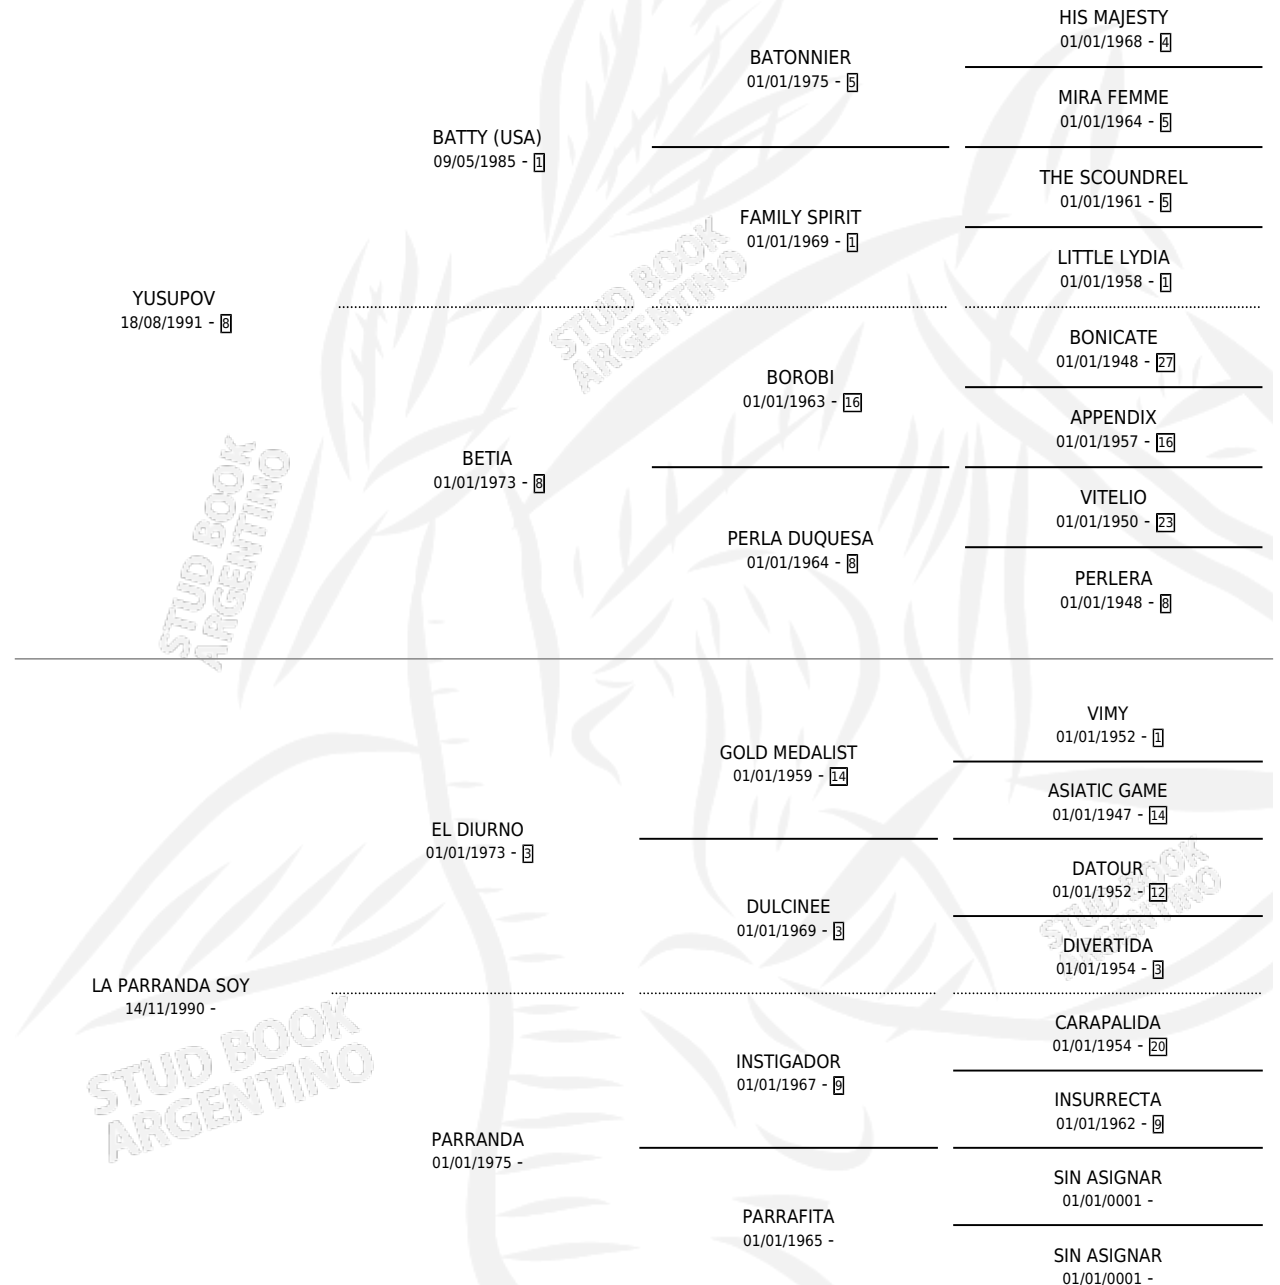 HIS MAJESTY
01/01/1968 - 4
BATONNIER
01/01/1975 - 5
MIRA FEMME
01/01/1964 - 5
BATTY (USA)
09/05/1985 - 1
THE SCOUNDREL
01/01/1961 - 5
FAMILY SPIRIT
01/01/1969 - 1
LITTLE LYDIA
01/01/1958 - 1
YUSUPOV
18/08/1991 - 8
BONICATE
01/01/1948 - 27
BOROBI
01/01/1963 - 16
APPENDIX
01/01/1957 - 16
BETIA
01/01/1973 - 8
VITELIO
01/01/1950 - 23
PERLA DUQUESA
01/01/1964 - 8
PERLERA
01/01/1948 - 8
VIMY
01/01/1952 - 1
GOLD MEDALIST
01/01/1959 - 14
ASIATIC GAME
01/01/1947 - 14
EL DIURNO
01/01/1973 - 3
DATOUR
01/01/1952 - 12
DULCINEE
01/01/1969 - 3
DIVERTIDA
01/01/1954 - 3
LA PARRANDA SOY
14/11/1990 -
CARAPALIDA
01/01/1954 - 20
INSTIGADOR
01/01/1967 - 9
INSURRECTA
01/01/1962 - 9
PARRANDA
01/01/1975 -
SIN ASIGNAR
01/01/0001 -
PARRAFITA
01/01/1965 -
SIN ASIGNAR
01/01/0001 -
STUD BOOK
ARGENTINO
STUD BOOK
ARGENTINO
STUD BOOK
ARGENTINO
STUD BOOK
ARGENTINO